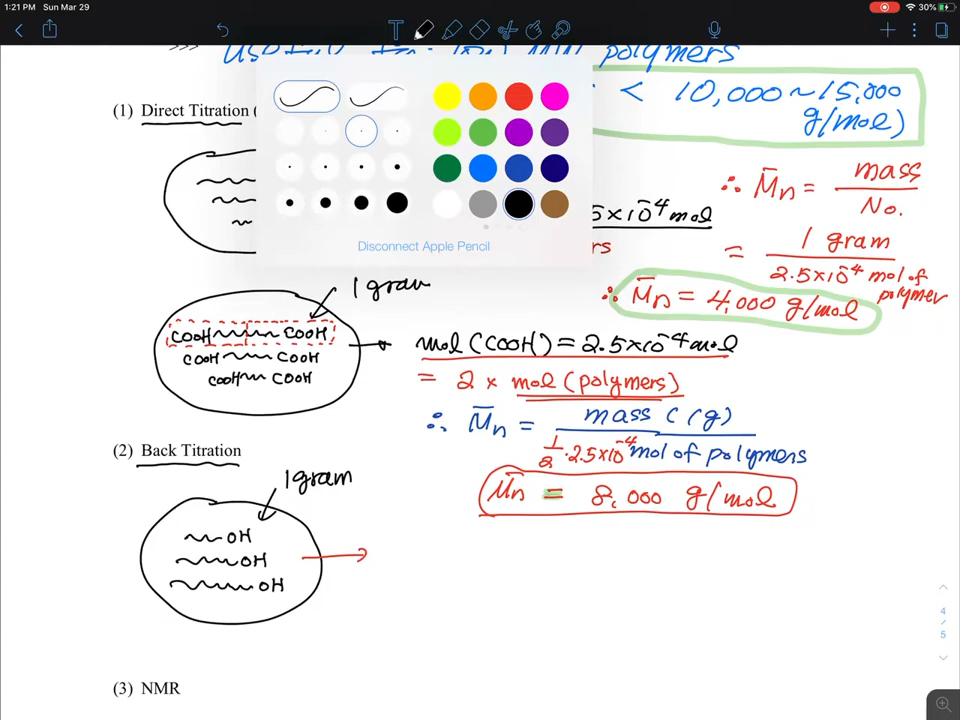 1:21 PM Sun Mar 29
30%
>>>
polymers
< 10,000 ~ 15,000
g/mol)
(1) Direct Titration (
5×10⁻⁴ mol
rs
∴ M̄n = mass / No.
= 1 gram / 2.5×10⁻⁴ mol of polymer
∴ M̄n = 4,000 g/mol
Disconnect Apple Pencil
1 gram
COOH COOH
COOH COOH
COOH COOH
mol (COOH) = 2.5×10⁻⁴ mol
= 2 × mol (polymers)
∴ M̄n = mass C (g) / ½ · 2.5×10⁻⁴ mol of polymers
M̄n = 8,000 g/mol
(2) Back Titration
1 gram
OH
OH
OH
4
/
5
(3) NMR